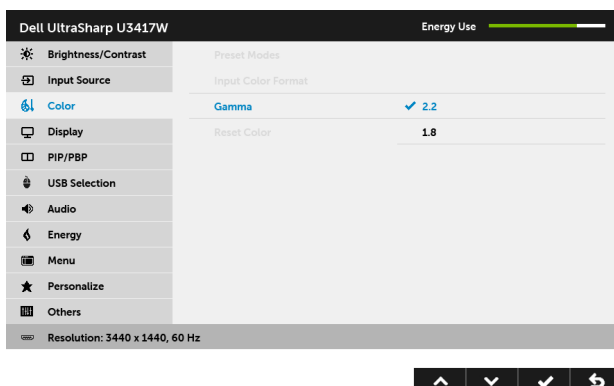 Dell UltraSharp U3417W Energy Use
Brightness/Contrast Preset Modes
Input Source Input Color Format
Color Gamma 2.2
Display Reset Color 1.8
PIP/PBP
USB Selection
Audio
Energy
Menu
Personalize
Others
Resolution: 3440 x 1440, 60 Hz